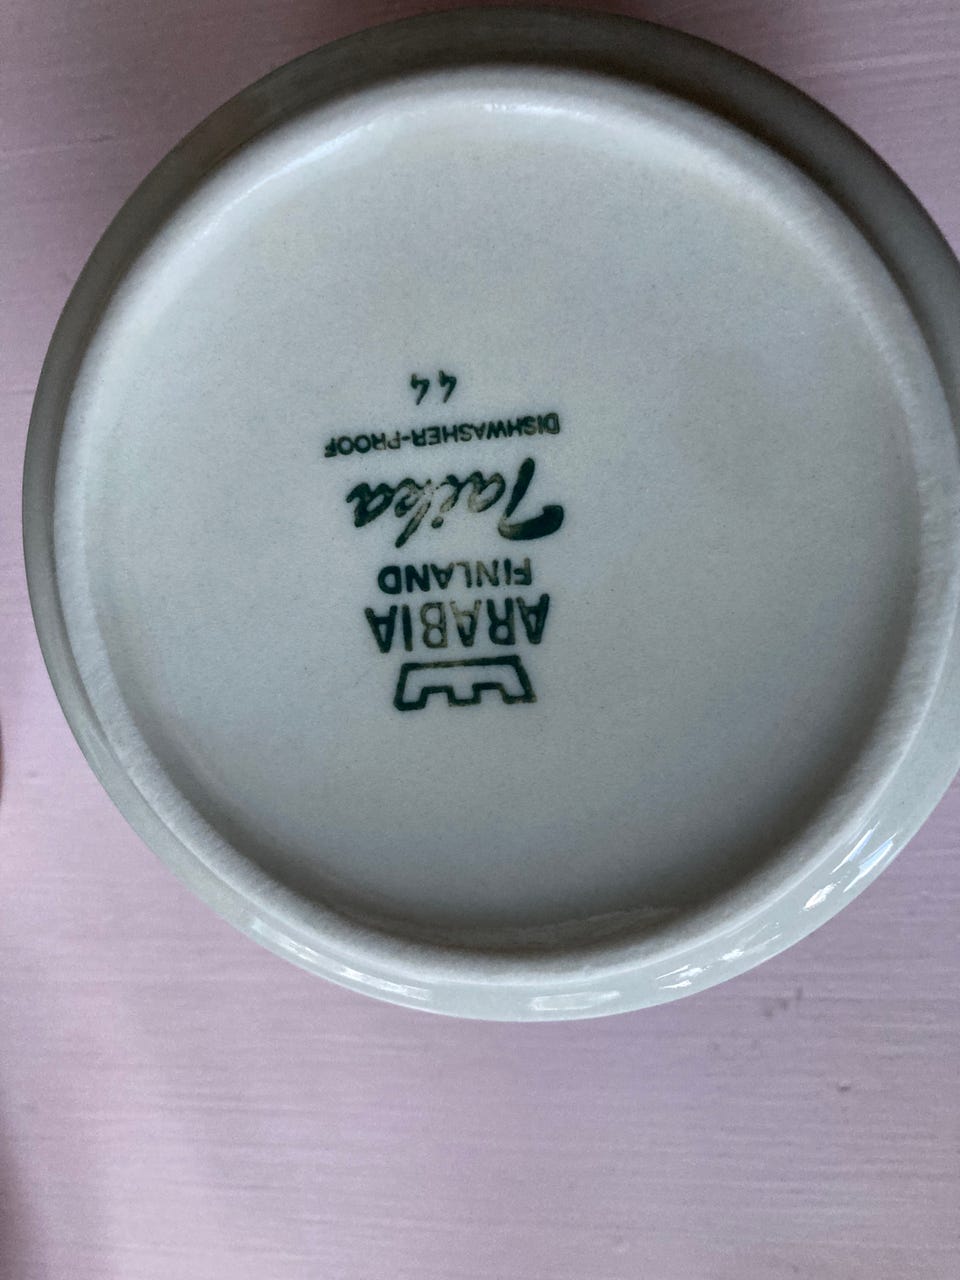 ARABIA
FINLAND
Taika
DISHWASHER-PROOF
44